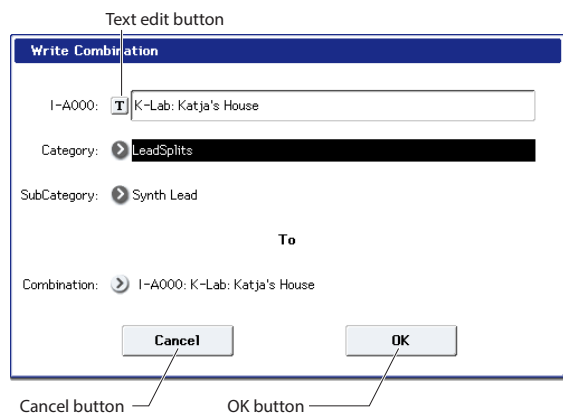 Text edit button
Write Combination
I-A000: T K-Lab: Katja's House
Category: LeadSplits
SubCategory: Synth Lead
To
Combination: I-A000: K-Lab: Katja's House
Cancel OK
Cancel button OK button